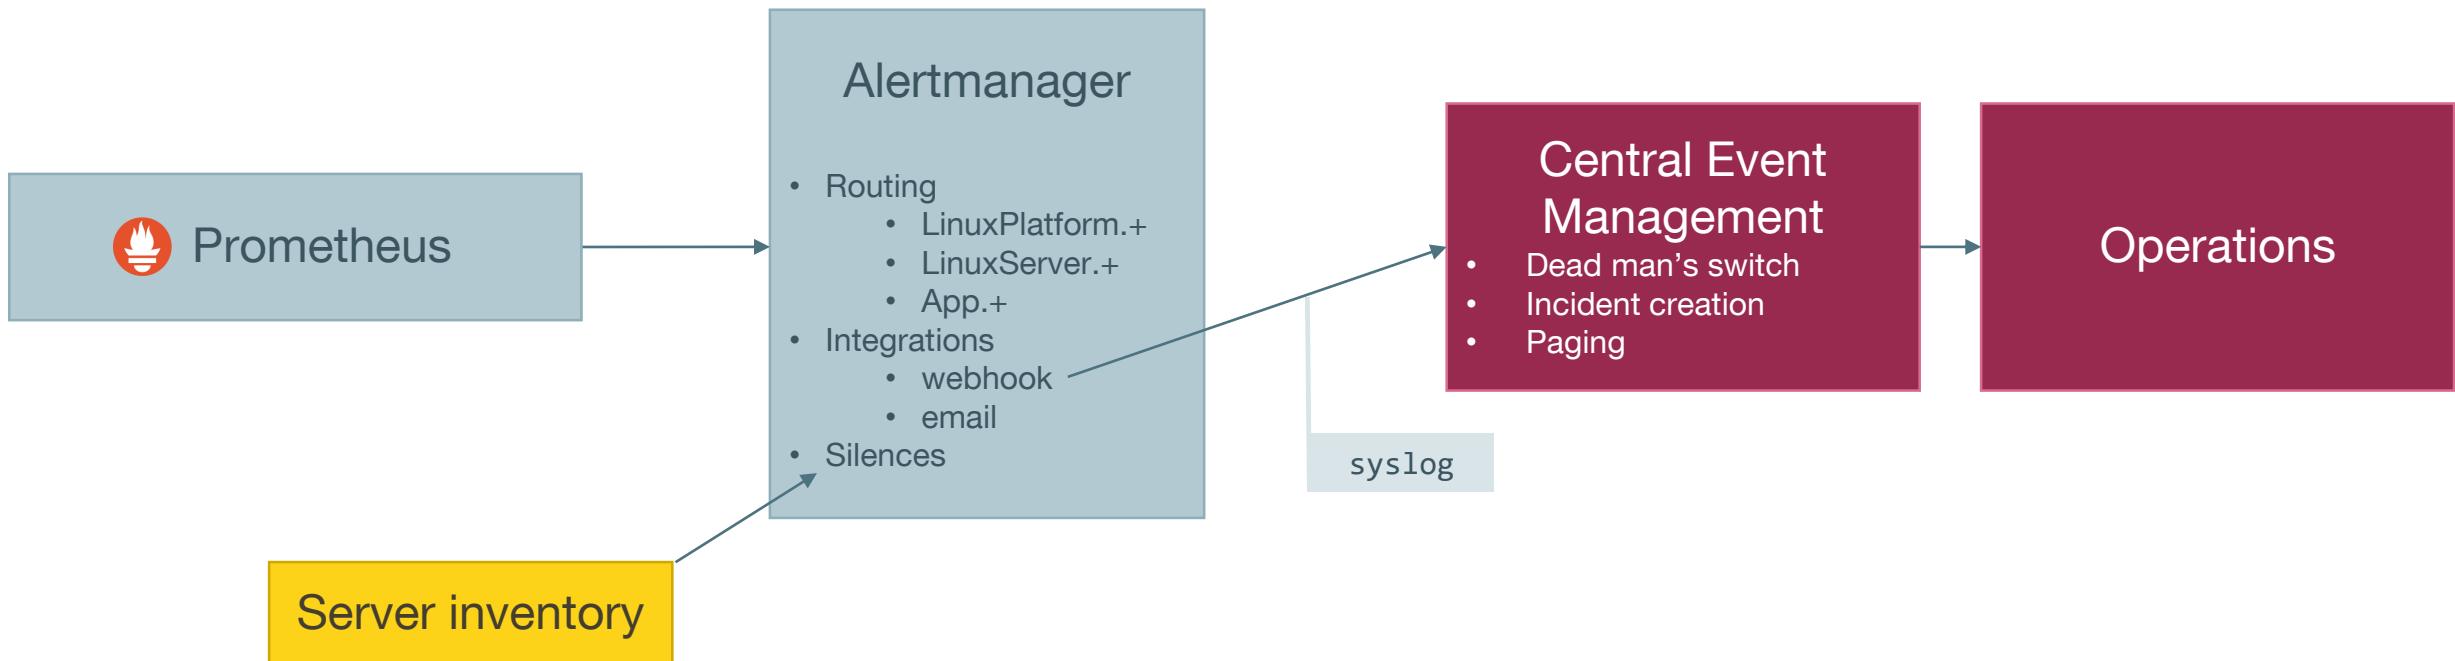 Prometheus
Alertmanager
• Routing
• LinuxPlatform.+
• LinuxServer.+
• App.+
• Integrations
• webhook
• email
• Silences
Server inventory
syslog
Central Event
Management
• Dead man’s switch
• Incident creation
• Paging
Operations